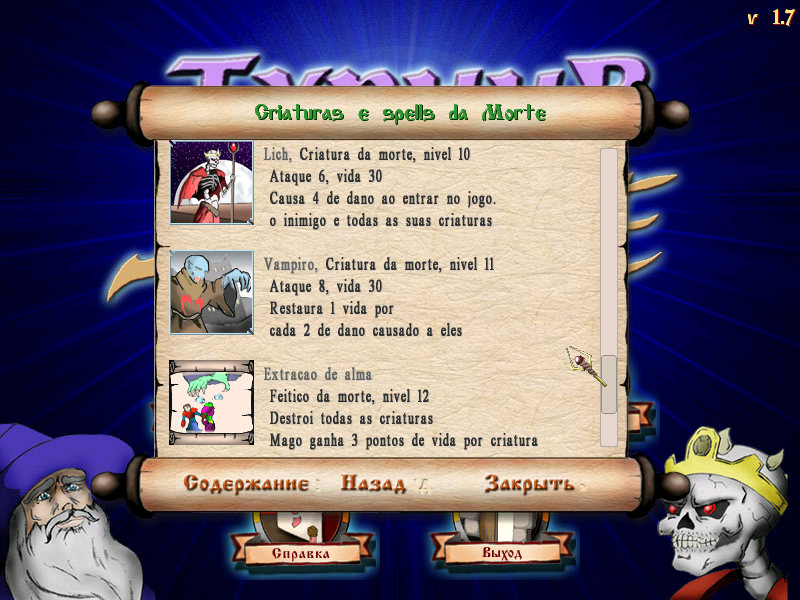 v 1.7
Турнир
Criaturas e spells da Morte
Lich, Criatura da morte, nivel 10
Ataque 6, vida 30
Causa 4 de dano ao entrar no jogo.
o inimigo e todas as suas criaturas
Vampiro, Criatura da morte, nivel 11
Ataque 8, vida 30
Restaura 1 vida por
cada 2 de dano causado a eles
Extracao de alma
Feitico da morte, nivel 12
Destroi todas as criaturas
Mago ganha 3 pontos de vida por criatura
Содержание Назад Закрыть
Справка Выход